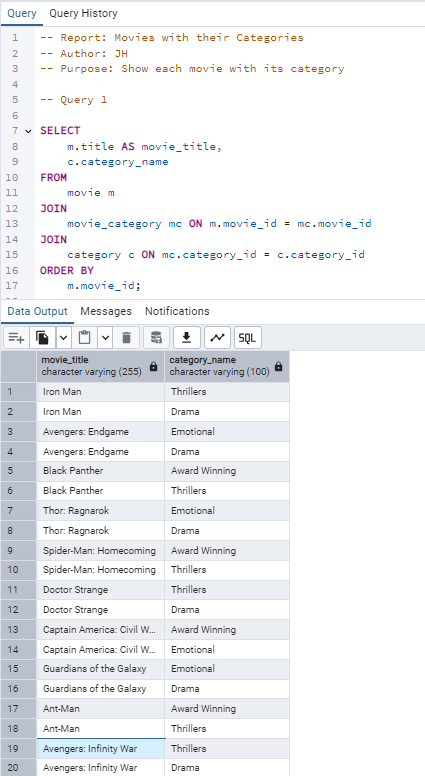 Query Query History
1 -- Report: Movies with their Categories
2 -- Author: JH
3 -- Purpose: Show each movie with its category
4
5 -- Query 1
6
7 SELECT
8 m.title AS movie_title,
9 c.category_name
10 FROM
11 movie m
12 JOIN
13 movie_category mc ON m.movie_id = mc.movie_id
14 JOIN
15 category c ON mc.category_id = c.category_id
16 ORDER BY
17 m.movie_id;
Data Output Messages Notifications
SQL
movie_title category_name
character varying (255) character varying (100)
1 Iron Man Thrillers
2 Iron Man Drama
3 Avengers: Endgame Emotional
4 Avengers: Endgame Drama
5 Black Panther Award Winning
6 Black Panther Thrillers
7 Thor: Ragnarok Emotional
8 Thor: Ragnarok Drama
9 Spider-Man: Homecoming Award Winning
10 Spider-Man: Homecoming Thrillers
11 Doctor Strange Thrillers
12 Doctor Strange Drama
13 Captain America: Civil W... Award Winning
14 Captain America: Civil W... Emotional
15 Guardians of the Galaxy Emotional
16 Guardians of the Galaxy Drama
17 Ant-Man Award Winning
18 Ant-Man Thrillers
19 Avengers: Infinity War Thrillers
20 Avengers: Infinity War Drama